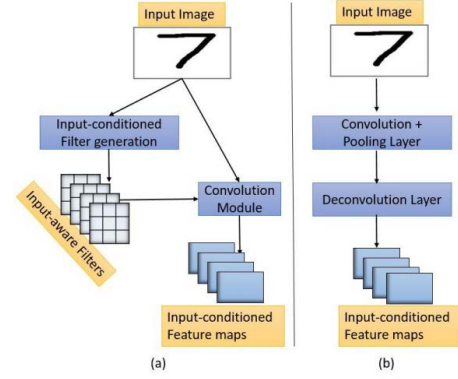 Input Image
Input-conditioned
Filter generation
Input-aware Filters
Convolution
Module
Input-conditioned
Feature maps
(a)
Input Image
Convolution +
Pooling Layer
Deconvolution Layer
Input-conditioned
Feature maps
(b)